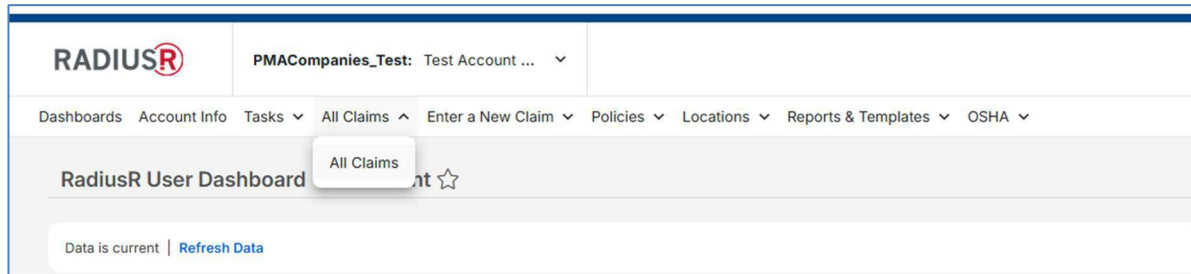 RADIUSR
PMACompanies_Test: Test Account ...
Dashboards Account Info Tasks All Claims Enter a New Claim Policies Locations Reports & Templates OSHA
All Claims
RadiusR User Dashboard nt
Data is current | Refresh Data